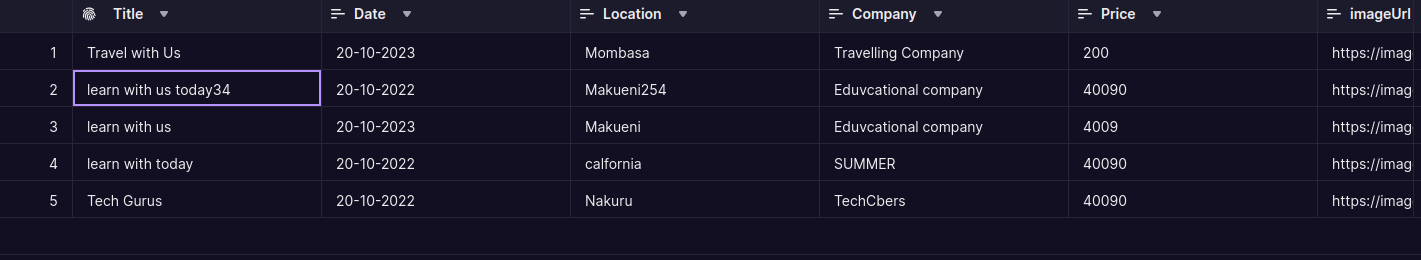 Title Date Location Company Price imageUrl
1 Travel with Us 20-10-2023 Mombasa Travelling Company 200 https://imag
2 learn with us today34 20-10-2022 Makueni254 Eduvcational company 40090 https://imag
3 learn with us 20-10-2023 Makueni Eduvcational company 4009 https://imag
4 learn with today 20-10-2022 calfornia SUMMER 40090 https://imag
5 Tech Gurus 20-10-2022 Nakuru TechCbers 40090 https://imag